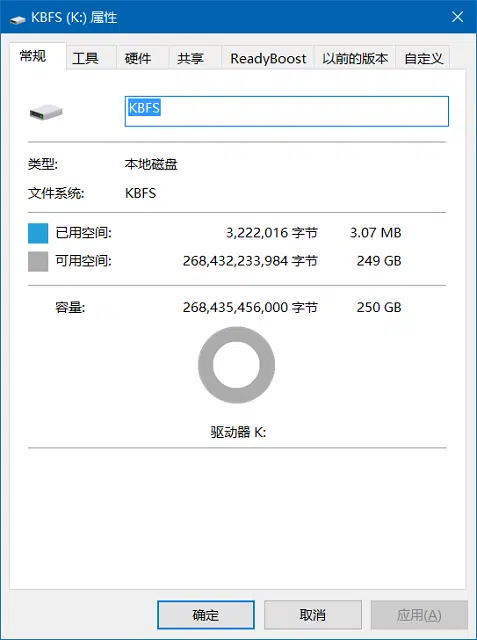 KBFS (K:) 属性
常规 工具 硬件 共享 ReadyBoost 以前的版本 自定义
KBFS
类型: 本地磁盘
文件系统: KBFS
已用空间: 3,222,016 字节 3.07 MB
可用空间: 268,432,233,984 字节 249 GB
容量: 268,435,456,000 字节 250 GB
驱动器 K:
确定 取消 应用(A)